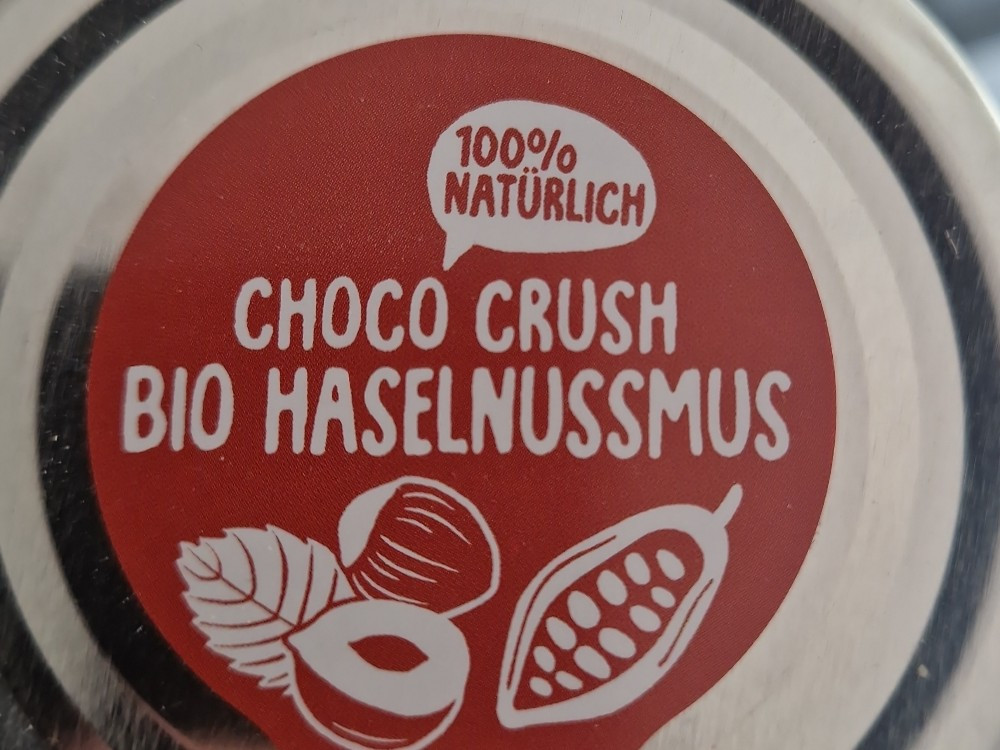 100%
NATÜRLICH
CHOCO CRUSH
BIO HASELNUSSMUS